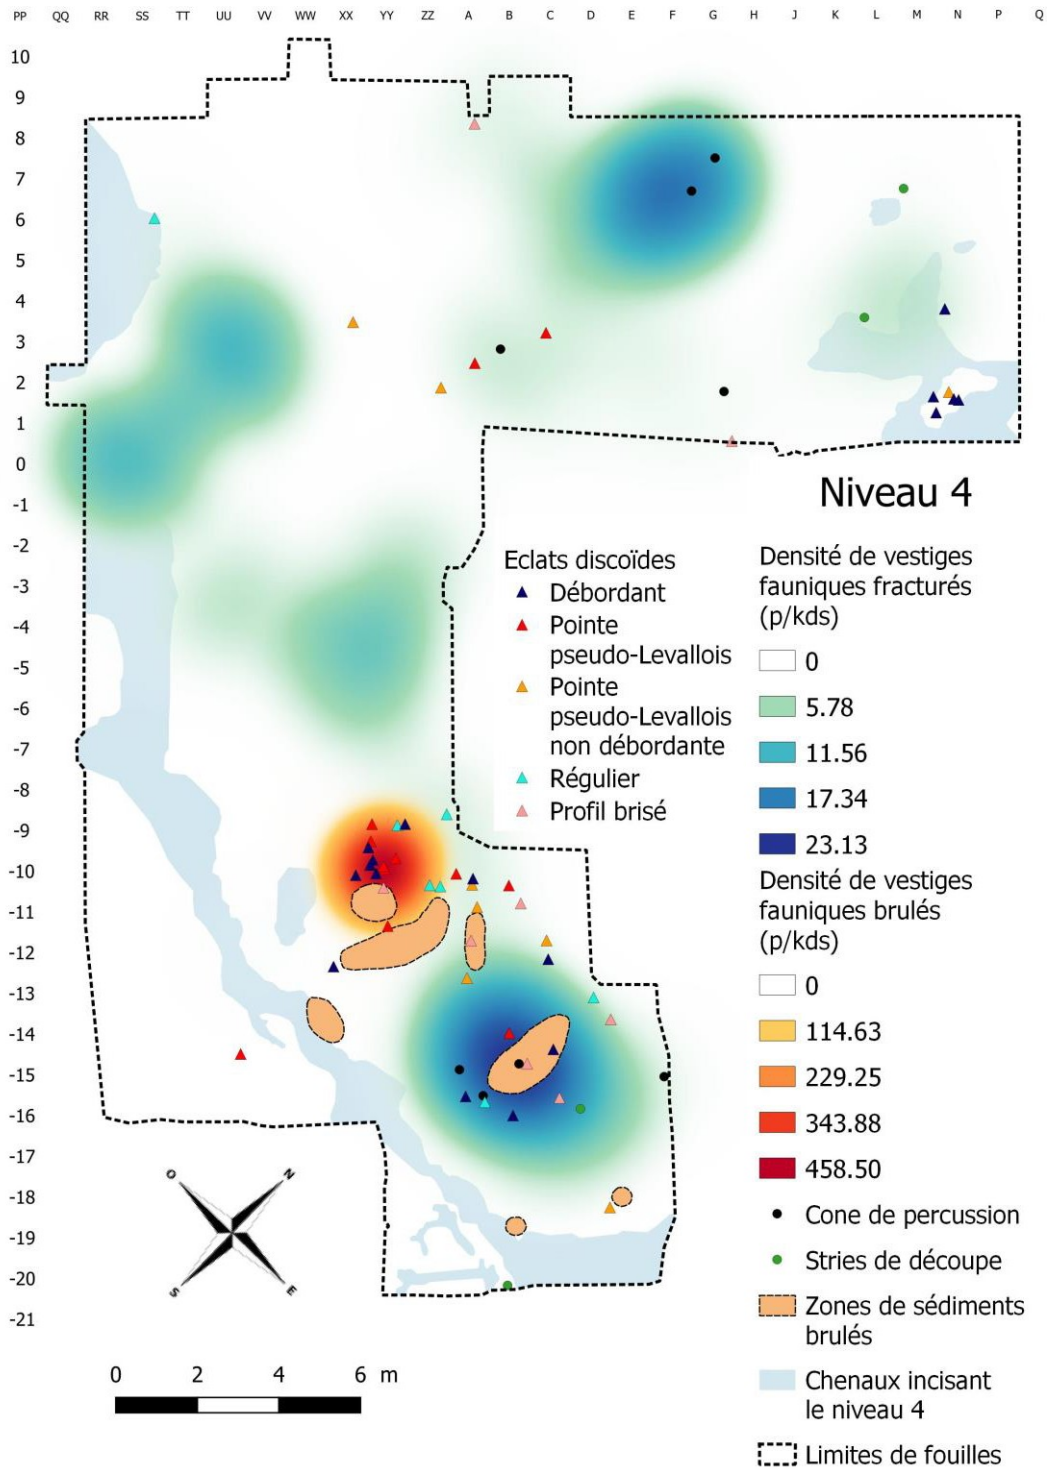 PP QQ RR SS TT UU VV WW XX YY ZZ A B C D E F G H J K L M N P Q
10
9
8
7
6
5
4
3
2
1
0
-1
-2
-3
-4
-5
-6
-7
-8
-9
-10
-11
-12
-13
-14
-15
-16
-17
-18
-19
-20
-21
Niveau 4
Eclats discoïdes
Débordant
Pointe
pseudo-Levallois
Pointe
pseudo-Levallois
non débordante
Régulier
Profil brisé
Densité de vestiges
fauniques fracturés
(p/kds)
0
5.78
11.56
17.34
23.13
Densité de vestiges
fauniques brulés
(p/kds)
0
114.63
229.25
343.88
458.50
Cone de percussion
Stries de découpe
Zones de sédiments
brulés
Chenaux incisant
le niveau 4
Limites de fouilles
O N
S E
0 2 4 6 m